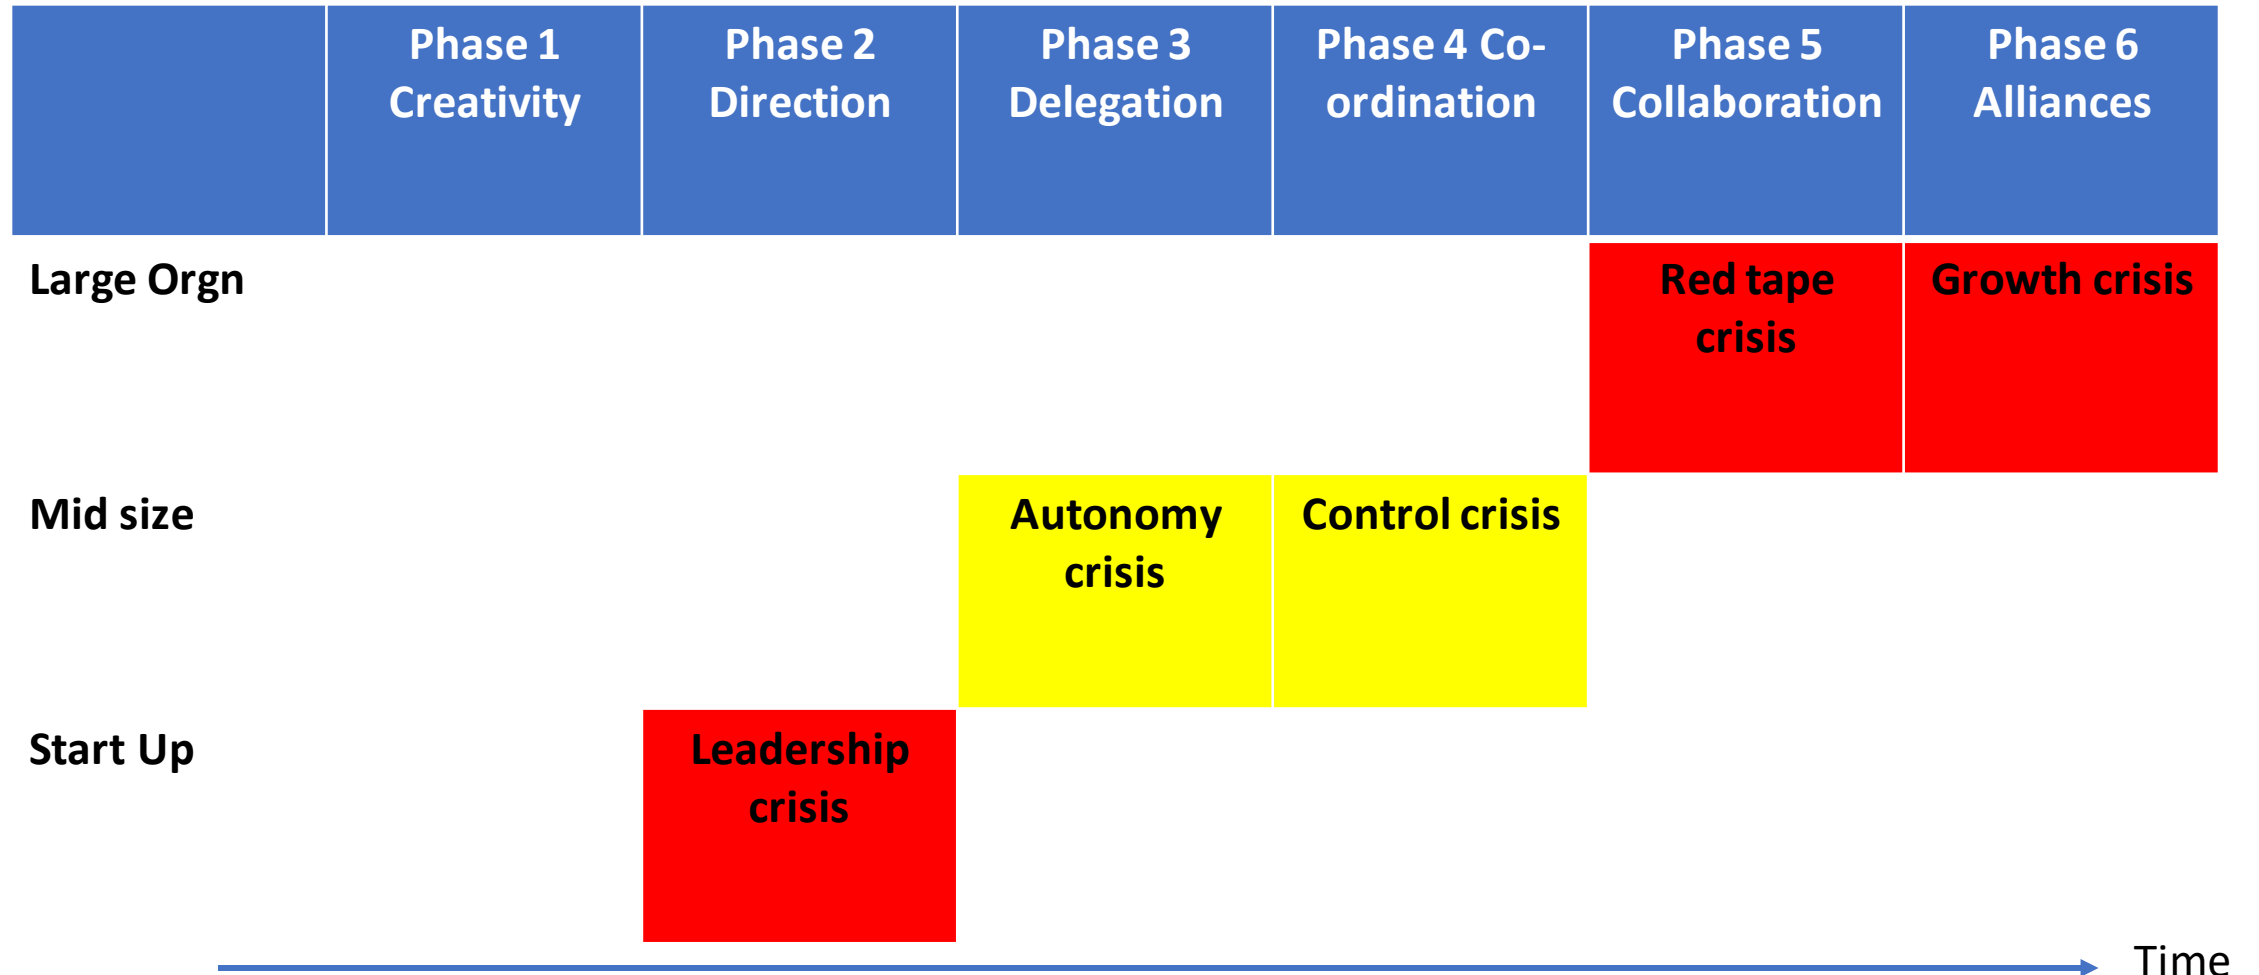 Phase 1
Creativity
Phase 2
Direction
Phase 3
Delegation
Phase 4 Co-
ordination
Phase 5
Collaboration
Phase 6
Alliances
Large Orgn
Red tape
crisis
Growth crisis
Mid size
Autonomy
crisis
Control crisis
Start Up
Leadership
crisis
Time